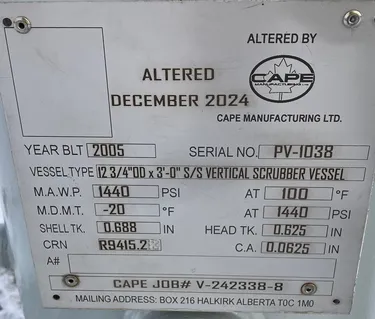 ALTERED BY
CAPE
MANUFACTURING LTD.
CAPE MANUFACTURING LTD.
ALTERED
DECEMBER 2024
YEAR BLT 2005 SERIAL NO. PV-1038
VESSEL TYPE 12 3/4"OD x 3'-0" S/S VERTICAL SCRUBBER VESSEL
M.A.W.P. 1440 PSI AT 100 °F
M.D.M.T. -20 °F AT 1440 PSI
SHELL TK. 0.688 IN HEAD TK. 0.625 IN
CRN R9415.2 C.A. 0.0625 IN
A#
CAPE JOB# V-242338-8
MAILING ADDRESS: BOX 216 HALKIRK ALBERTA T0C 1M0